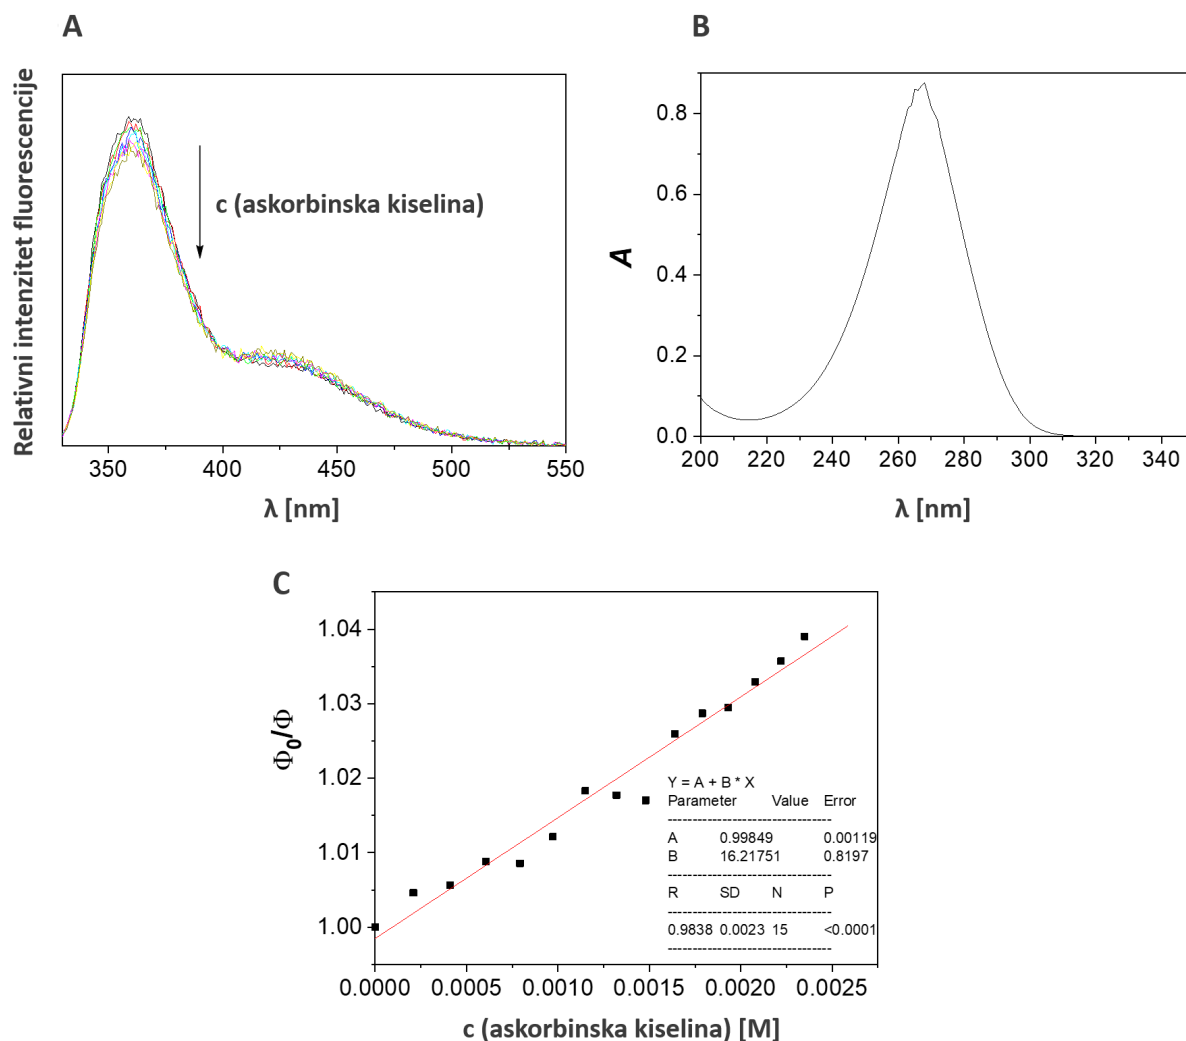 A
Relativni intenzitet fluorescencije
c (askorbinska kiselina)
350 400 450 500 550
λ [nm]
B
A
0.8
0.6
0.4
0.2
0.0
200 220 240 260 280 300 320 340
λ [nm]
C
Φ0/Φ
1.04
1.03
1.02
1.01
1.00
Y = A + B * X
Parameter Value Error
---------------------------------
A 0.99849 0.00119
B 16.21751 0.8197
---------------------------------
R SD N P
---------------------------------
0.9838 0.0023 15 <0.0001
---------------------------------
0.0000 0.0005 0.0010 0.0015 0.0020 0.0025
c (askorbinska kiselina) [M]